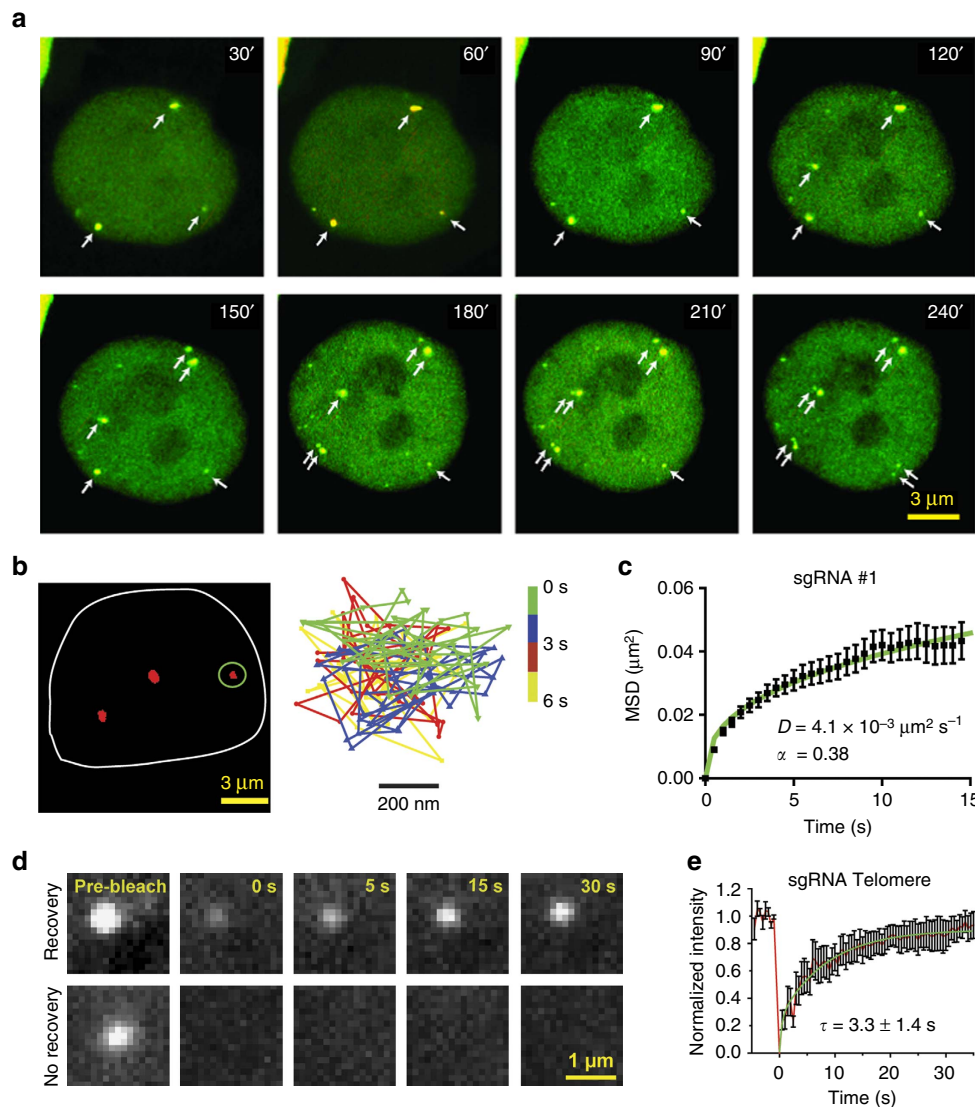 a
30′ 60′ 90′ 120′
150′ 180′ 210′ 240′
3 μm
b
0 s
3 s
6 s
3 μm
200 nm
c
sgRNA #1
MSD (μm²)
0.06
0.04
0.02
0.00
D = 4.1 × 10⁻³ μm² s⁻¹
α = 0.38
0 5 10 15
Time (s)
d
Recovery
Pre-bleach 0 s 5 s 15 s 30 s
No recovery
1 μm
e
sgRNA Telomere
Normalized intensity
1.2
1.0
0.8
0.6
0.4
0.2
0.0
τ = 3.3 ± 1.4 s
0 10 20 30
Time (s)